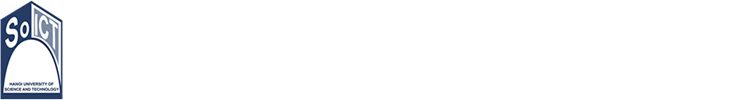 SoICT
HANOI UNIVERSITY OF
SCIENCE AND TECHNOLOGY